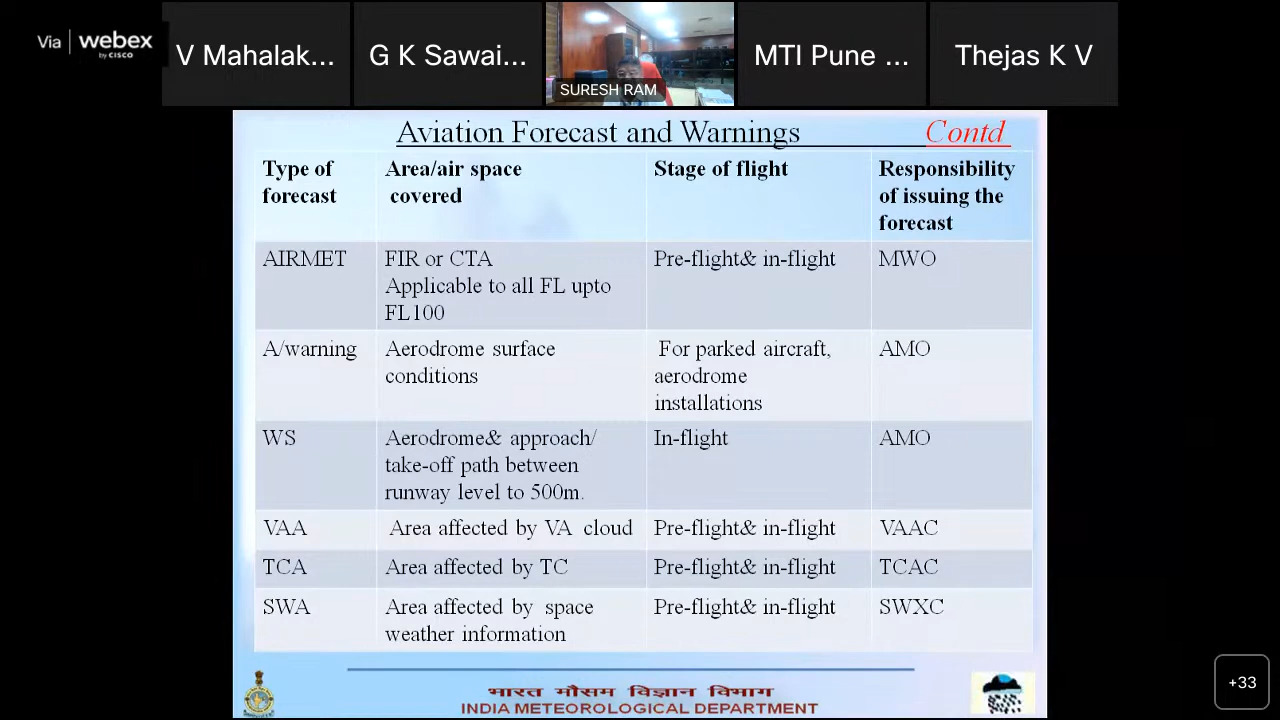 Via webex
by CISCO
V Mahalak...
G K Sawai...
SURESH RAM
MTI Pune ...
Thejas K V
Aviation Forecast and Warnings Contd
Type of
forecast
Area/air space
covered
Stage of flight
Responsibility
of issuing the
forecast
AIRMET
FIR or CTA
Applicable to all FL upto
FL100
Pre-flight& in-flight
MWO
A/warning
Aerodrome surface
conditions
For parked aircraft,
aerodrome
installations
AMO
WS
Aerodrome& approach/
take-off path between
runway level to 500m.
In-flight
AMO
VAA
Area affected by VA cloud
Pre-flight& in-flight
VAAC
TCA
Area affected by TC
Pre-flight& in-flight
TCAC
SWA
Area affected by space
weather information
Pre-flight& in-flight
SWXC
भारत मौसम विज्ञान विभाग
INDIA METEOROLOGICAL DEPARTMENT
+33